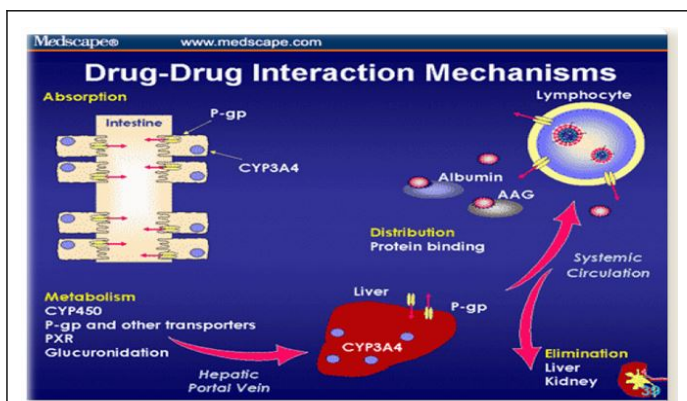 Medscape® www.medscape.com
Drug-Drug Interaction Mechanisms
Absorption
Intestine
P-gp
CYP3A4
Lymphocyte
Albumin
AAG
Distribution
Protein binding
Systemic
Circulation
Metabolism
CYP450
P-gp and other transporters
PXR
Glucuronidation
Hepatic
Portal Vein
Liver
P-gp
CYP3A4
Elimination
Liver
Kidney
39